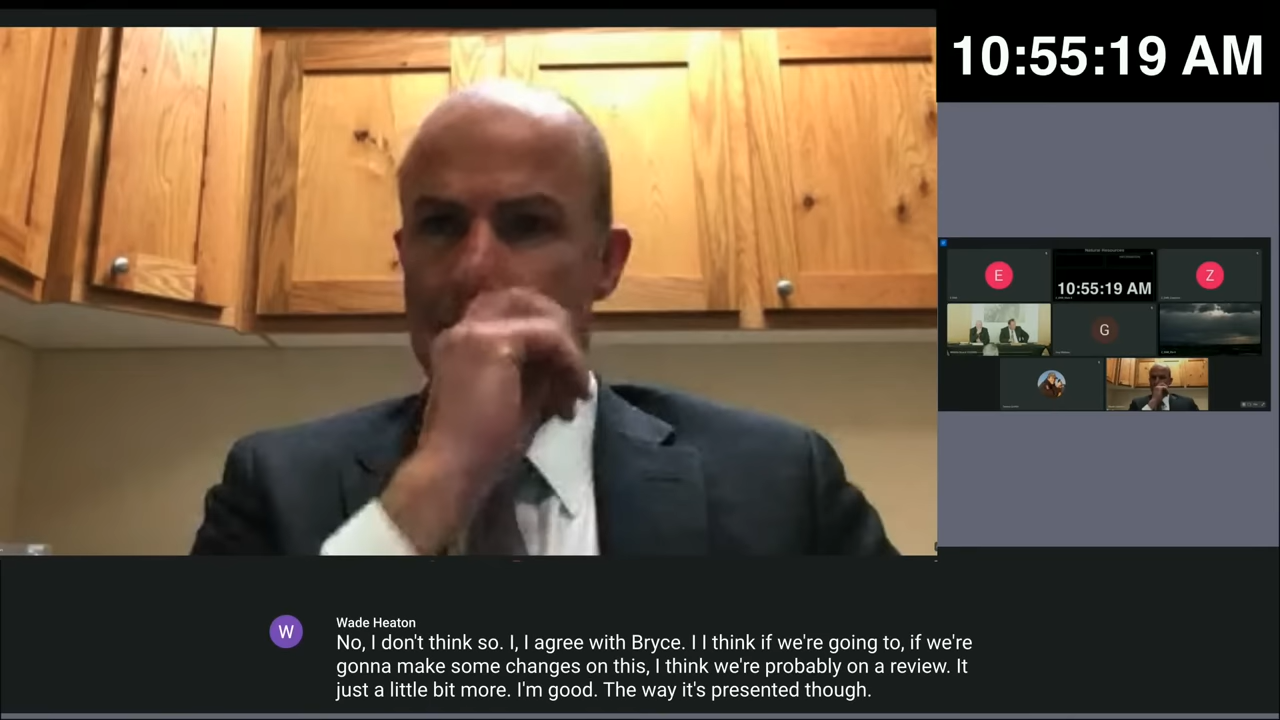 10:55:19 AM
E
10:55:19 AM
Z
G
W
Wade Heaton
No, I don't think so. I, I agree with Bryce. I I think if we're going to, if we're
gonna make some changes on this, I think we're probably on a review. It
just a little bit more. I'm good. The way it's presented though.